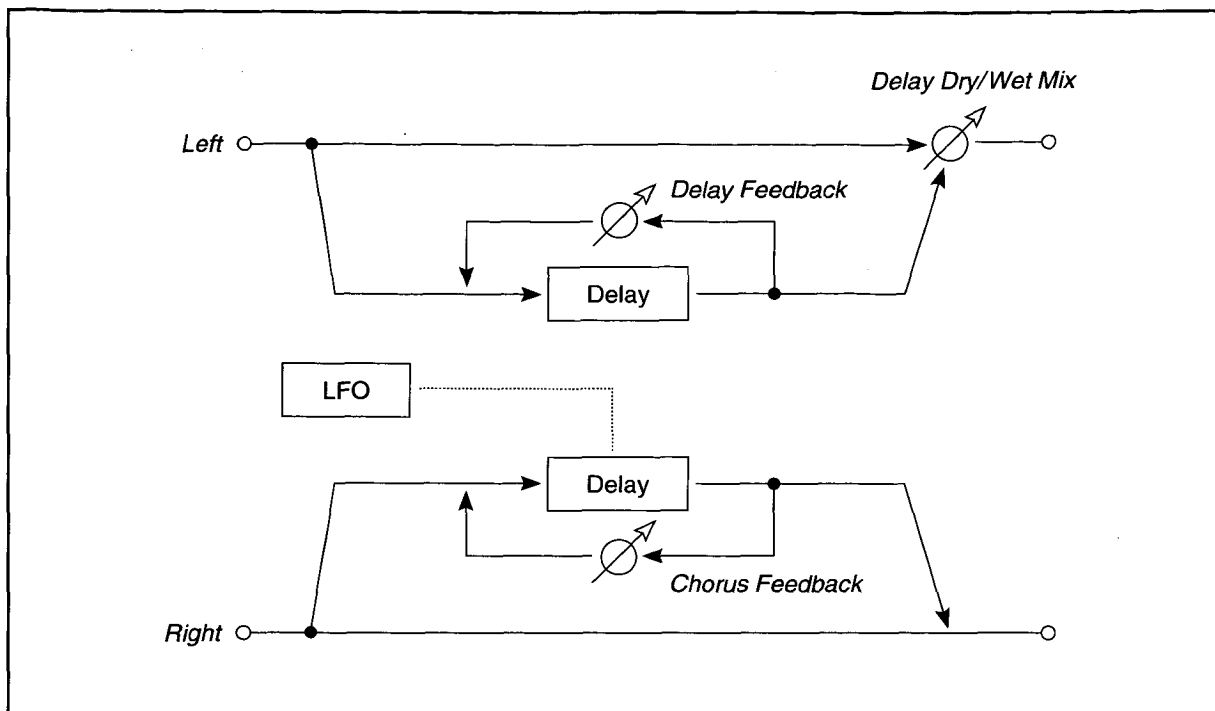 Delay Dry/Wet Mix
Left
Delay Feedback
Delay
LFO
Delay
Chorus Feedback
Right